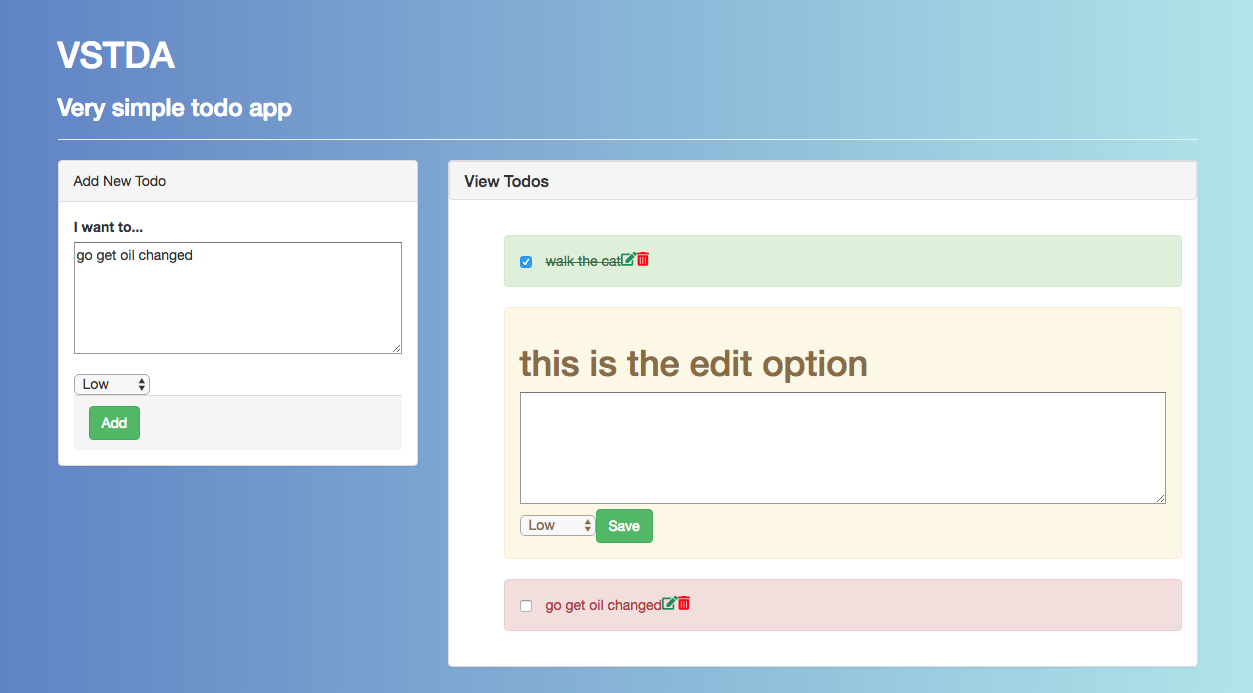 VSTDA
Very simple todo app
Add New Todo
I want to...
go get oil changed
Low
Add
View Todos
walk the cat
this is the edit option
Low
Save
go get oil changed